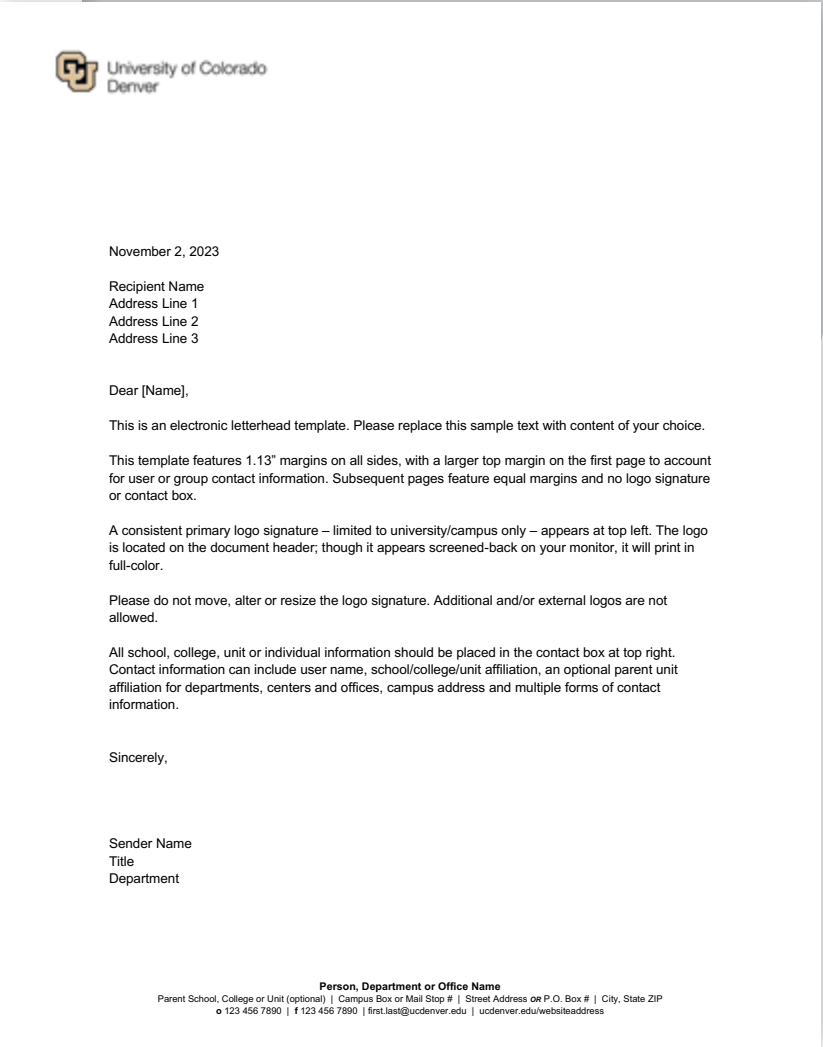 University of Colorado
Denver
November 2, 2023
Recipient Name
Address Line 1
Address Line 2
Address Line 3
Dear [Name],
This is an electronic letterhead template. Please replace this sample text with content of your choice.
This template features 1.13” margins on all sides, with a larger top margin on the first page to account
for user or group contact information. Subsequent pages feature equal margins and no logo signature
or contact box.
A consistent primary logo signature – limited to university/campus only – appears at top left. The logo
is located on the document header; though it appears screened-back on your monitor, it will print in
full-color.
Please do not move, alter or resize the logo signature. Additional and/or external logos are not
allowed.
All school, college, unit or individual information should be placed in the contact box at top right.
Contact information can include user name, school/college/unit affiliation, an optional parent unit
affiliation for departments, centers and offices, campus address and multiple forms of contact
information.
Sincerely,
Sender Name
Title
Department
Person, Department or Office Name
Parent School, College or Unit (optional) | Campus Box or Mail Stop # | Street Address OR P.O. Box # | City, State ZIP
o 123 456 7890 | f 123 456 7890 | first.last@ucdenver.edu | ucdenver.edu/websiteaddress